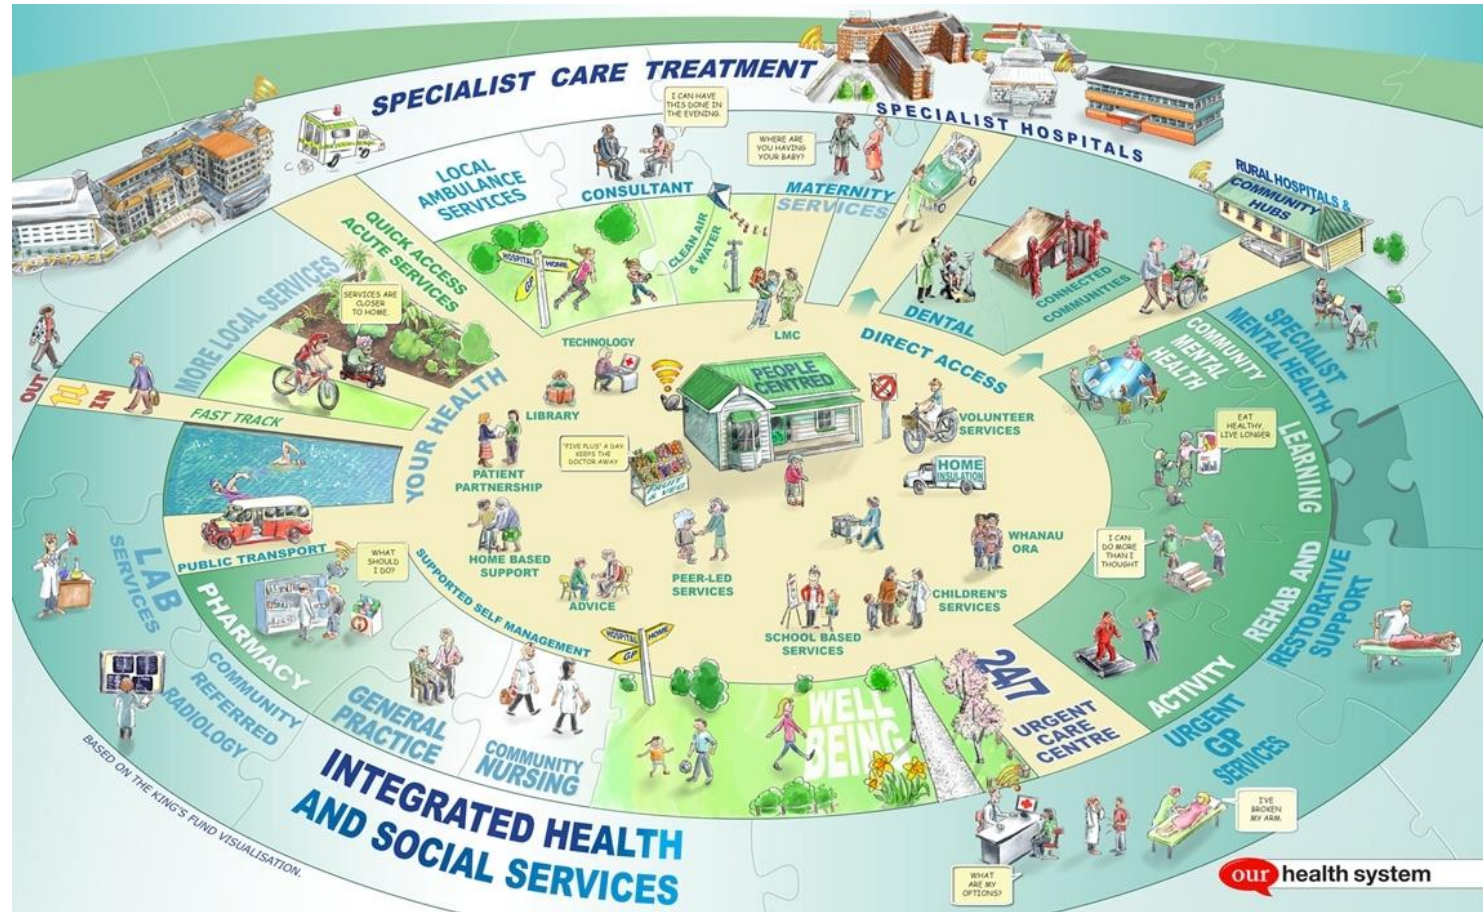 SPECIALIST CARE TREATMENT
SPECIALIST HOSPITALS
RURAL HOSPITALS &
COMMUNITY
HUBS
I CAN HAVE
THIS DONE IN
THE EVENING.
WHERE ARE
YOU HAVING
YOUR BABY?
LOCAL
AMBULANCE
SERVICES
CONSULTANT
MATERNITY
SERVICES
QUICK ACCESS
ACUTE SERVICES
HOSPITAL
HOME
GP
CLEAN AIR
& WATER
DENTAL
CONNECTED
COMMUNITIES
MORE LOCAL SERVICES
SERVICES ARE
CLOSER
TO HOME.
OUT
IN
FAST TRACK
YOUR HEALTH
TECHNOLOGY
LMC
DIRECT ACCESS
COMMUNITY
MENTAL
HEALTH
SPECIALIST
MENTAL HEALTH
PEOPLE
CENTRED
LIBRARY
VOLUNTEER
SERVICES
PATIENT
PARTNERSHIP
"FIVE PLUS" A DAY
KEEPS THE
DOCTOR AWAY
FRUIT
& VEG
HOME
INSULATION
EAT
HEALTHY,
LIVE LONGER
LEARNING
PUBLIC TRANSPORT
HOME BASED
SUPPORT
WHANAU
ORA
I CAN
DO MORE
THAN I
THOUGHT
LAB
SERVICES
WHAT
SHOULD
I DO?
PHARMACY
SUPPORTED SELF MANAGEMENT
ADVICE
PEER-LED
SERVICES
CHILDREN'S
SERVICES
SCHOOL BASED
SERVICES
REHAB AND
RESTORATIVE
SUPPORT
ACTIVITY
HOSPITAL
HOME
GP
COMMUNITY
REFERRED
RADIOLOGY
GENERAL
PRACTICE
COMMUNITY
NURSING
WELL
BEING
24/7
URGENT
CARE
CENTRE
URGENT
GP
SERVICES
BASED ON THE KING'S FUND VISUALISATION.
INTEGRATED HEALTH
AND SOCIAL SERVICES
I'VE
BROKEN
MY ARM.
WHAT
ARE MY
OPTIONS?
our health system